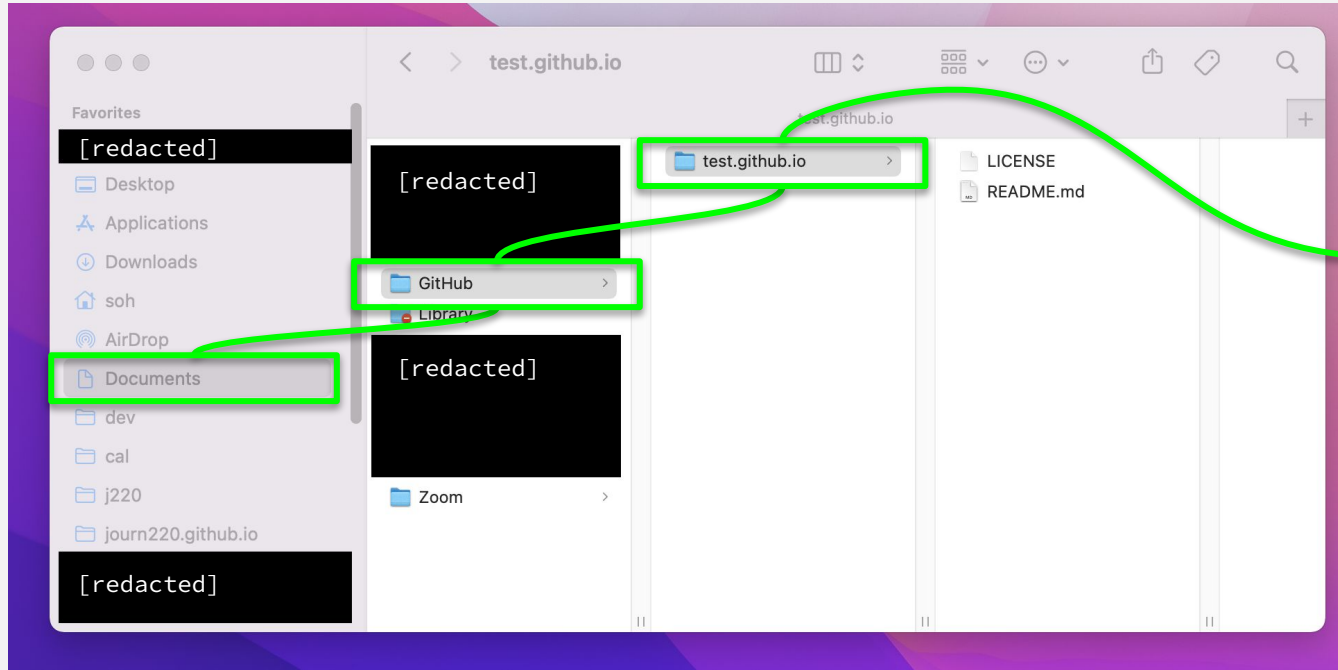 test.github.io
Favorites
test.github.io
[redacted]
Desktop
Applications
Downloads
soh
AirDrop
Documents
dev
cal
j220
journ220.github.io
[redacted]
[redacted]
GitHub
Library
[redacted]
Zoom
test.github.io
LICENSE
README.md